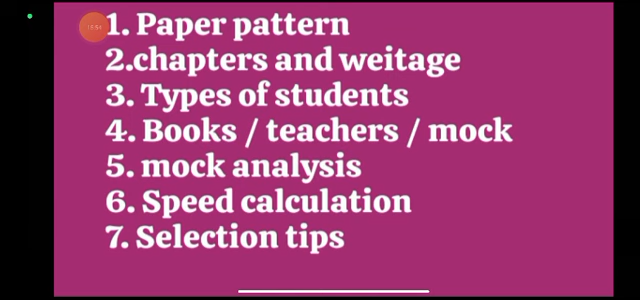 1. Paper pattern
2.chapters and weitage
3. Types of students
4. Books / teachers / mock
5. mock analysis
6. Speed calculation
7. Selection tips